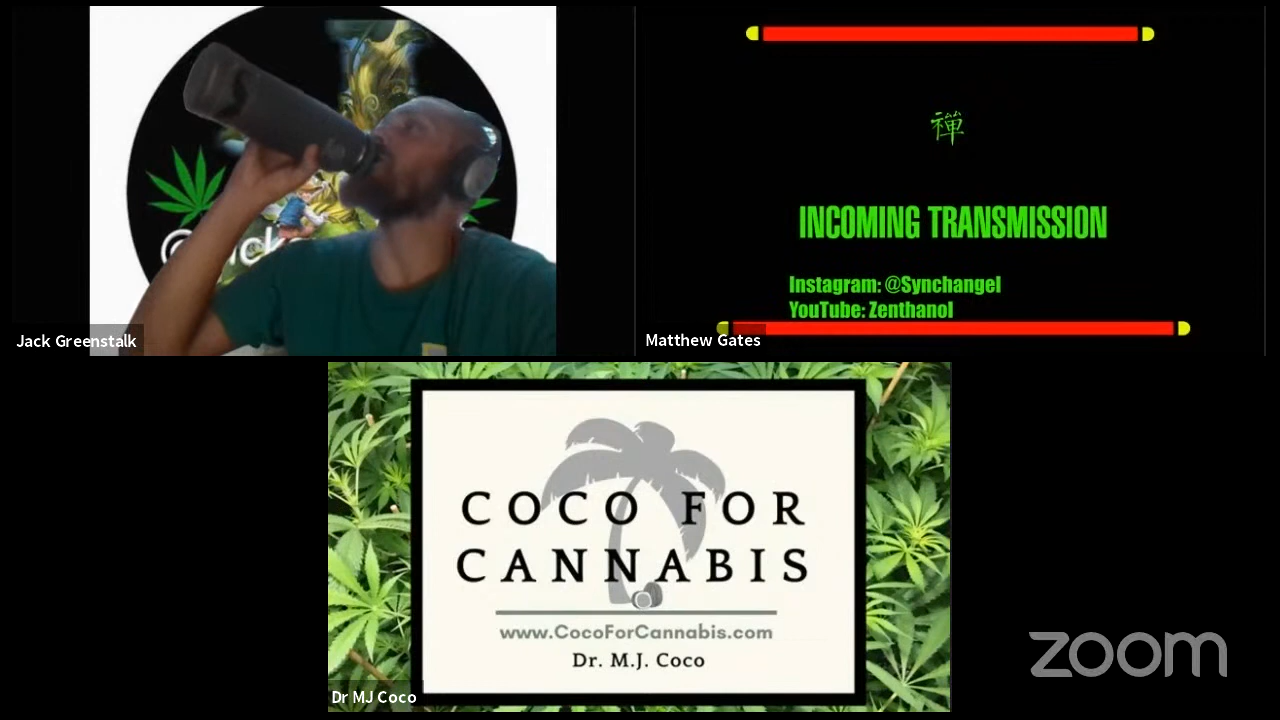 Jack Greenstalk
禅
INCOMING TRANSMISSION
Instagram: @Synchangel
YouTube: Zenthanol
Matthew Gates
COCO FOR
CANNABIS
www.CocoForCannabis.com
Dr. M.J. Coco
Dr MJ Coco
zoom